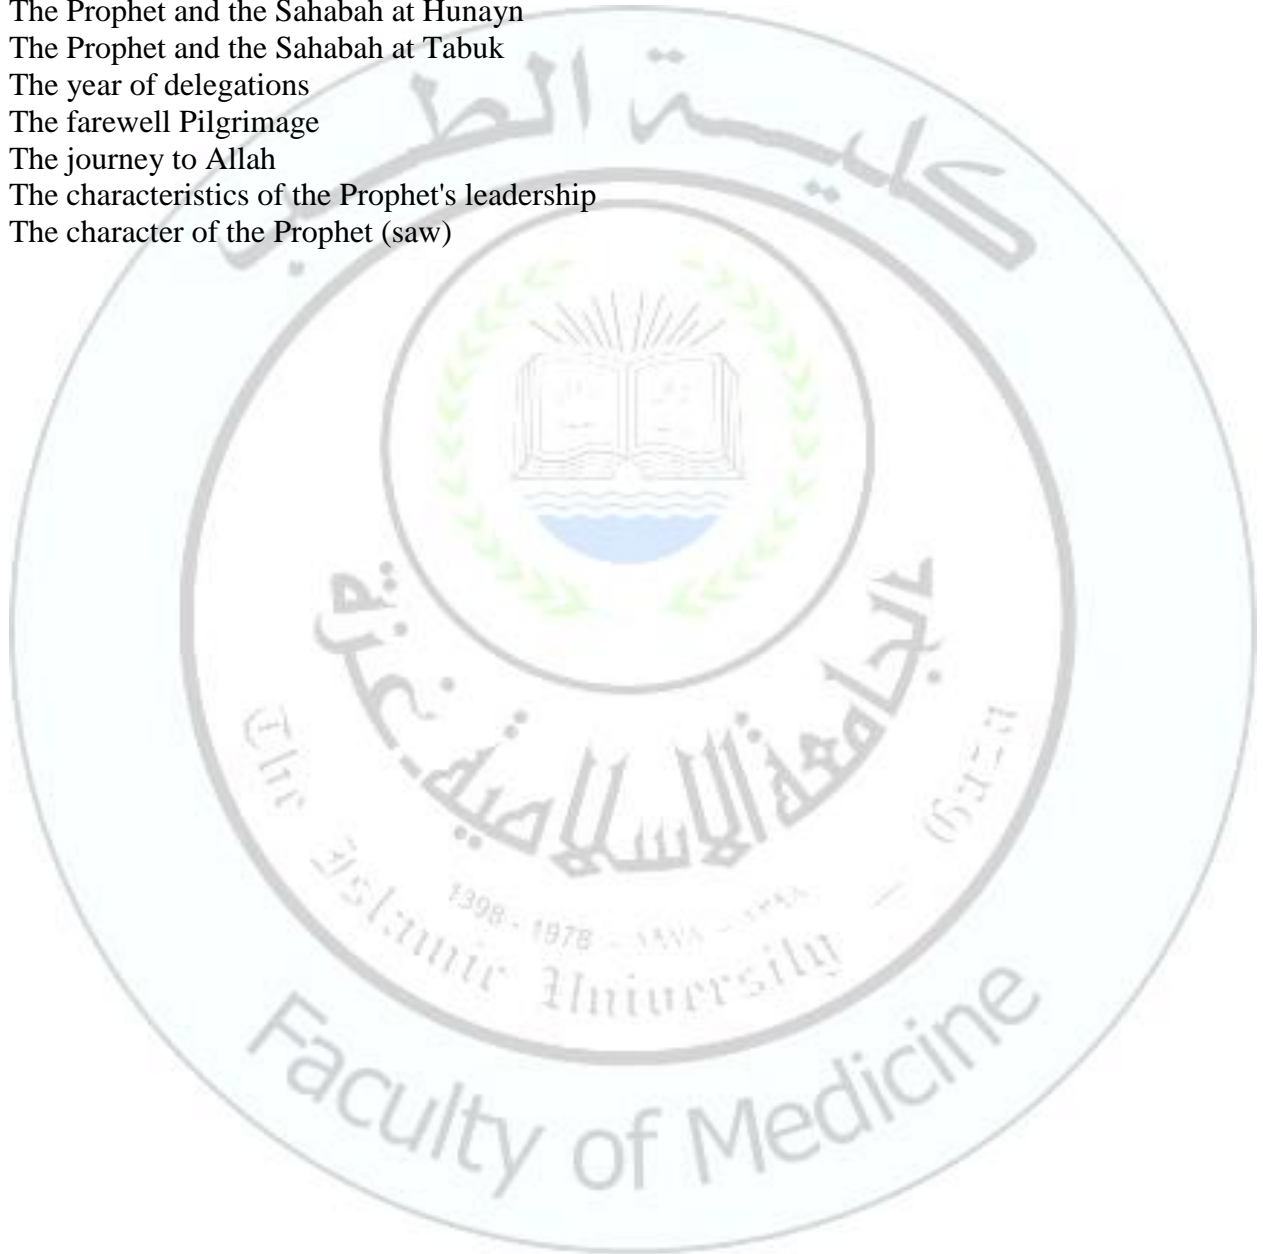 The Prophet and the Sahabah at Hunayn
The Prophet and the Sahabah at Tabuk
The year of delegations
The farewell Pilgrimage
The journey to Allah
The characteristics of the Prophet's leadership
The character of the Prophet (saw)
كلية الطب
الجامعة الإسلامية - غزة
1398 - 1978 - ١٩٧٨ - ١٣٩٨
The Islamic University - Gaza
Faculty of Medicine